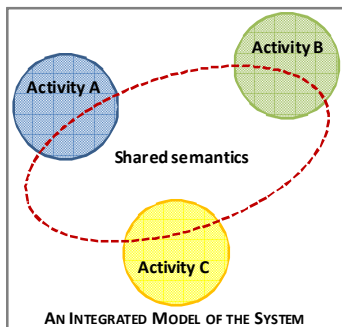 Activity B
Activity A
Shared semantics
Activity C
AN INTEGRATED MODEL OF THE SYSTEM